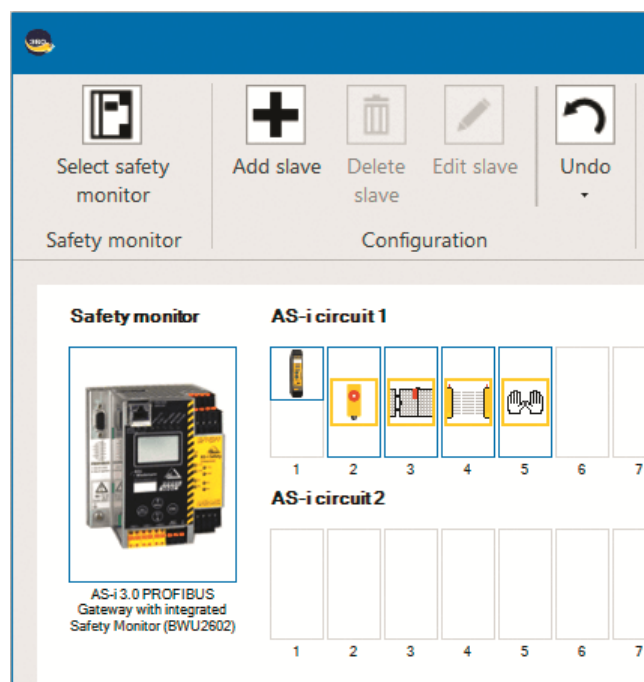 360
Select safety
monitor
Add slave
Delete
slave
Edit slave
Undo
Safety monitor
Configuration
Safety monitor
AS-i circuit 1
1 2 3 4 5 6 7
AS-i 3.0 PROFIBUS
Gateway with integrated
Safety Monitor (BWU2602)
AS-i circuit 2
1 2 3 4 5 6 7